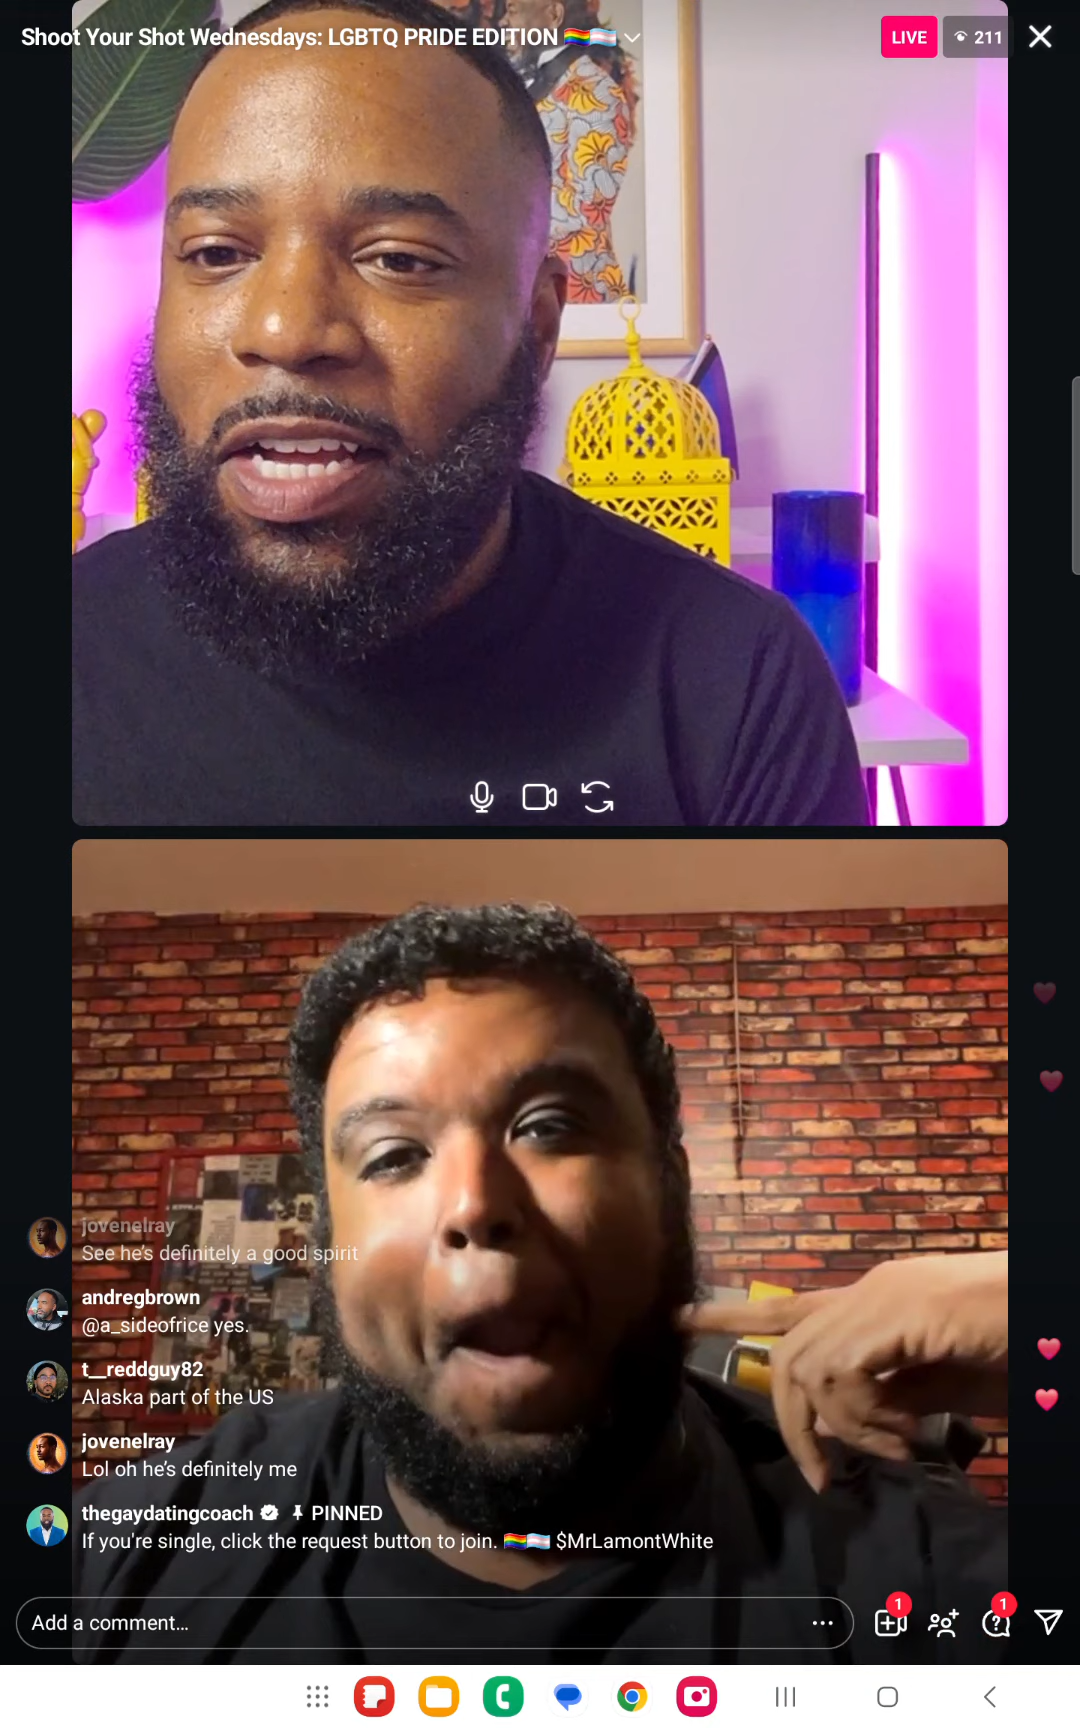 Shoot Your Shot Wednesdays: LGBTQ PRIDE EDITION 🏳️‍🌈🏳️‍⚧️
LIVE
211
jovenelray
See he's definitely a good spirit
andregbrown
@a_sideofrice yes.
t__reddguy82
Alaska part of the US
jovenelray
Lol oh he's definitely me
thegaydatingcoach PINNED
If you're single, click the request button to join. 🏳️‍🌈🏳️‍⚧️ $MrLamontWhite
Add a comment...
1
1